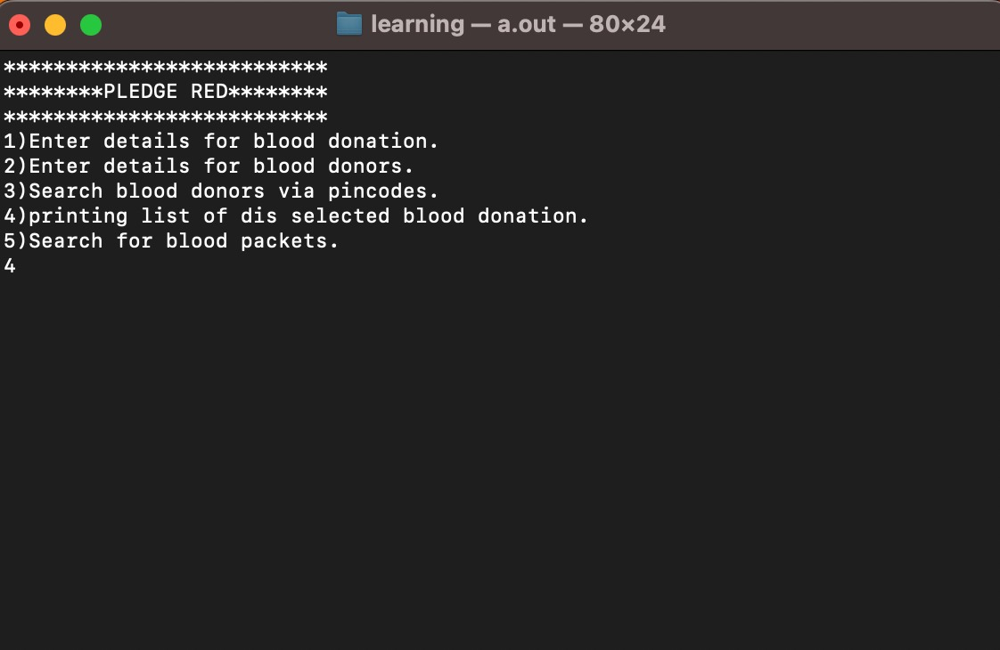 learning — a.out — 80×24
**************************
********PLEDGE RED********
**************************
1)Enter details for blood donation.
2)Enter details for blood donors.
3)Search blood donors via pincodes.
4)printing list of dis selected blood donation.
5)Search for blood packets.
4